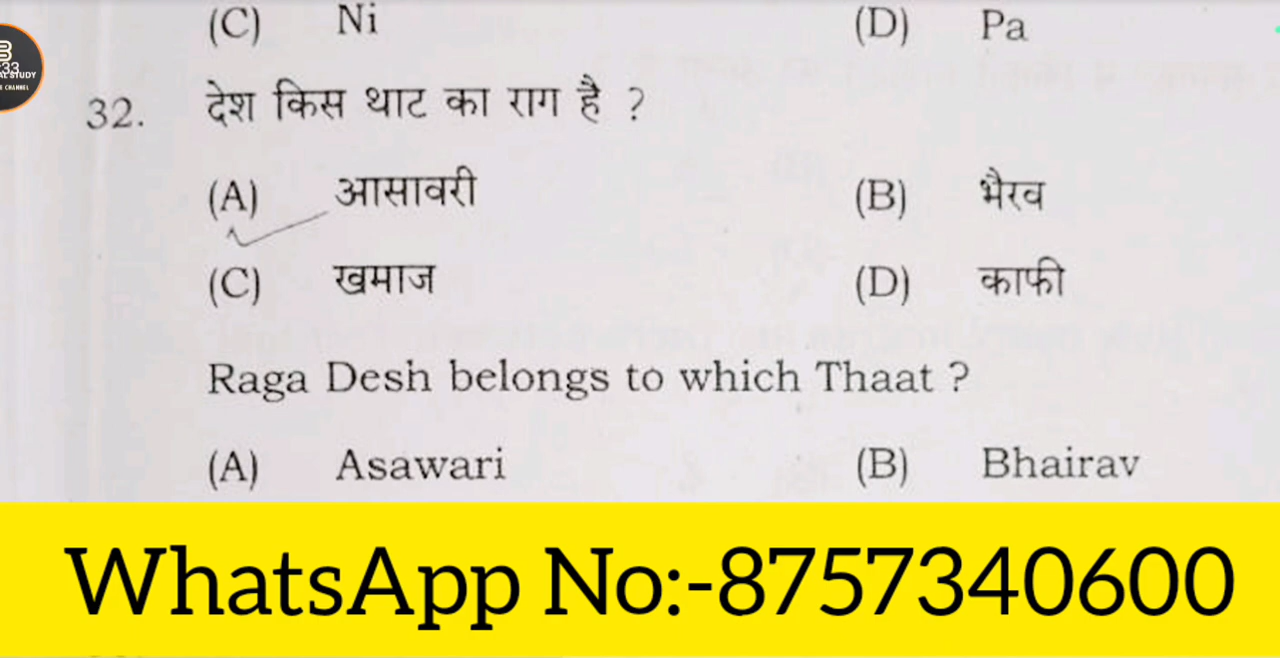 (C) Ni (D) Pa
32. देश किस थाट का राग है ?
(A) आसावरी (B) भैरव
(C) खमाज (D) काफी
Raga Desh belongs to which Thaat ?
(A) Asawari (B) Bhairav
WhatsApp No:-8757340600